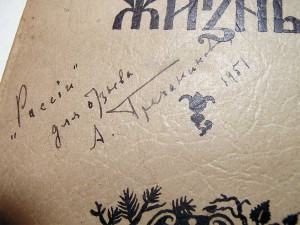 ЖИЗНЬ
„Россіи"
для отзыва
А. Гречанинов
1951